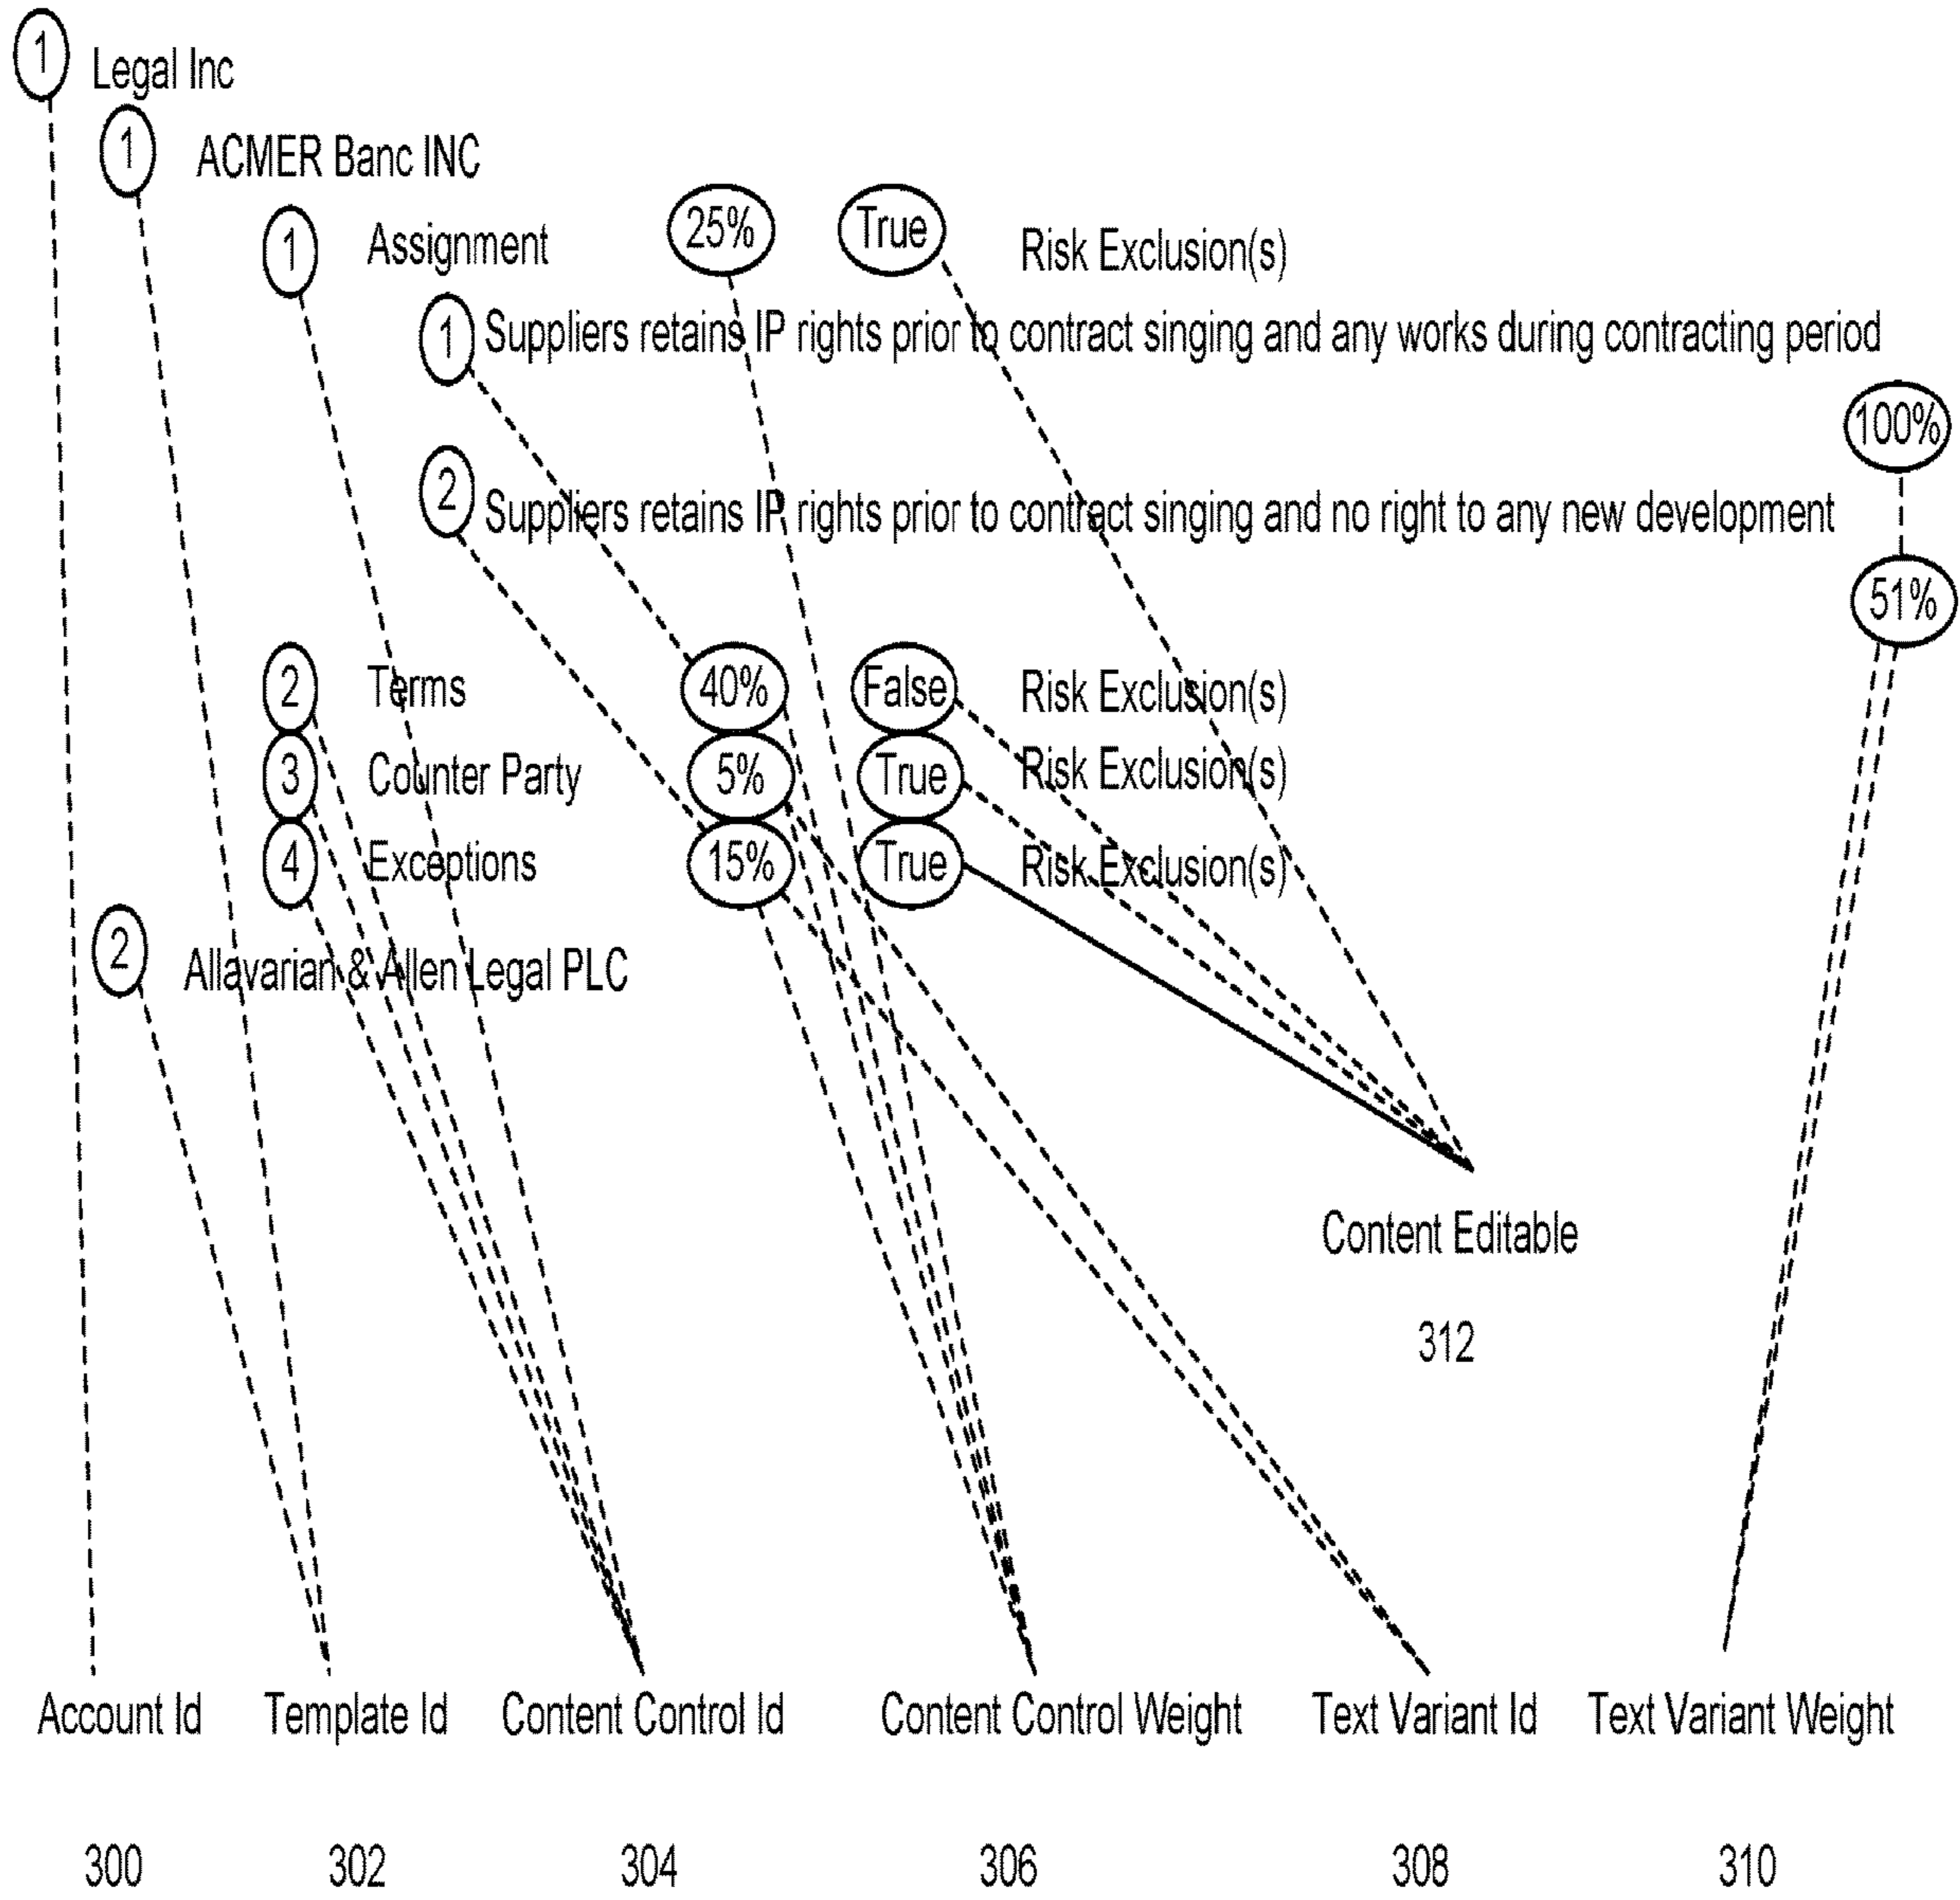 1 Legal Inc
1 ACMER Banc INC
1 Assignment 25% True Risk Exclusion(s)
1 Suppliers retains IP rights prior to contract singing and any works during contracting period
100%
2 Suppliers retains IP rights prior to contract singing and no right to any new development
51%
2 Terms 40% False Risk Exclusion(s)
3 Counter Party 5% True Risk Exclusion(s)
4 Exceptions 15% True Risk Exclusion(s)
2 Allavarian & Allen Legal PLC
Content Editable
312
Account Id Template Id Content Control Id Content Control Weight Text Variant Id Text Variant Weight
300 302 304 306 308 310